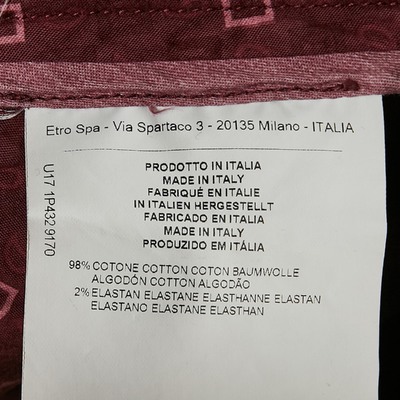 Etro Spa - Via Spartaco 3 - 20135 Milano - ITALIA
U17 1P4329170
PRODOTTO IN ITALIA
MADE IN ITALY
FABRIQUÉ EN ITALIE
IN ITALIEN HERGESTELLT
FABRICADO EN ITALIA
MADE IN ITALY
PRODUZIDO EM ITÁLIA
98% COTONE COTTON COTON BAUMWOLLE
ALGODÓN COTTON ALGODÃO
2% ELASTAN ELASTANE ELASTHANNE ELASTAN
ELASTANO ELASTANE ELASTHAN